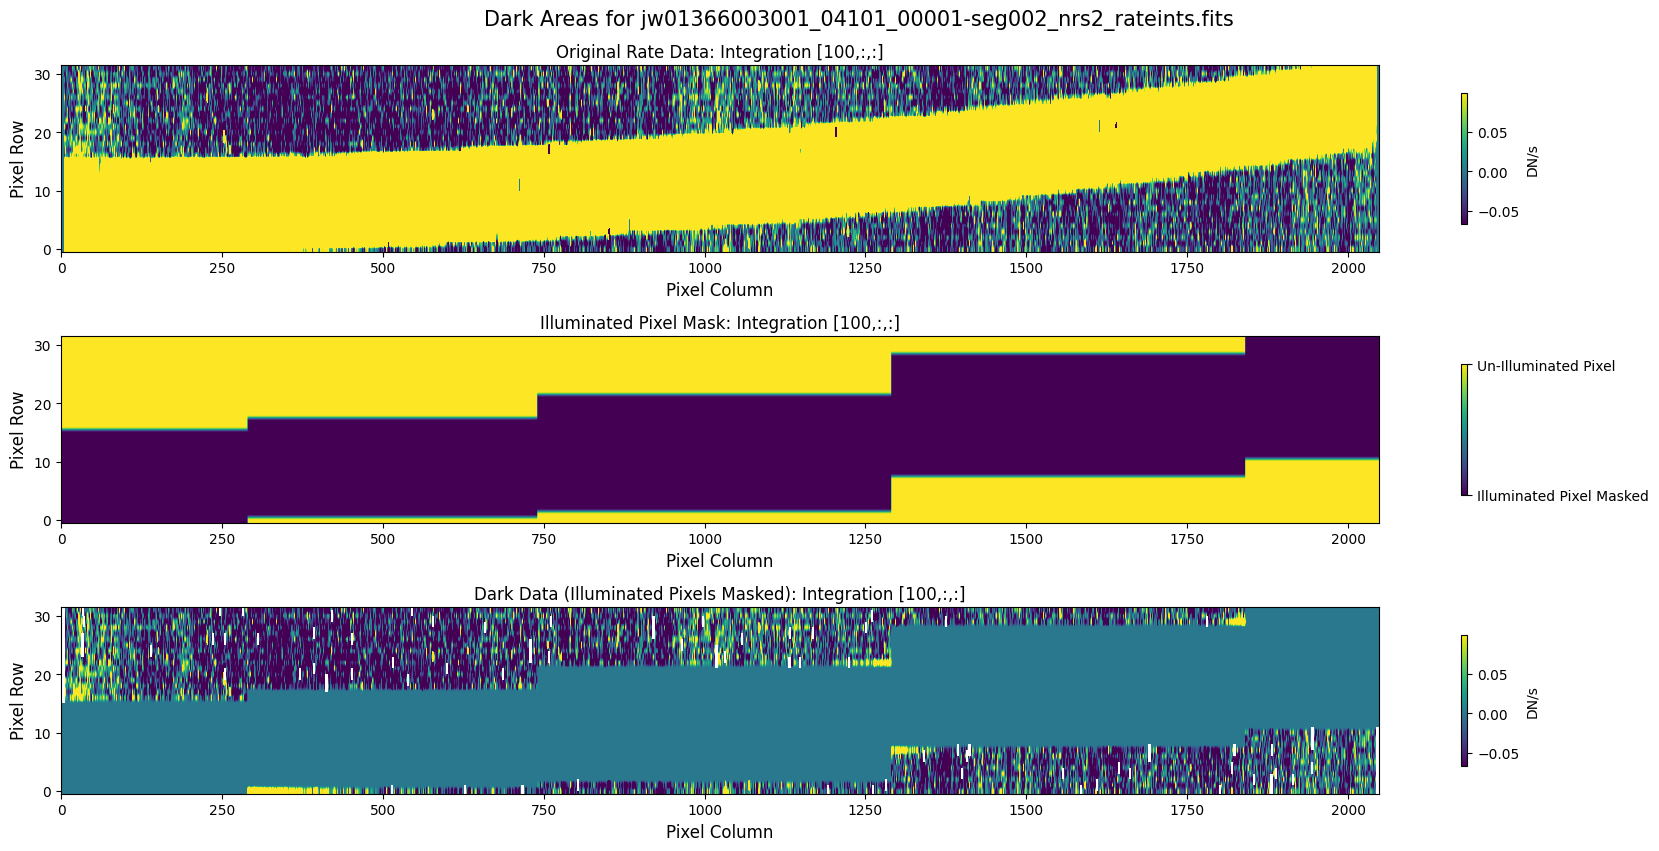 Dark Areas for jw01366003001_04101_00001-seg002_nrs2_rateints.fits
Original Rate Data: Integration [100,:,:]
Pixel Row
30
20
10
0
0 250 500 750 1000 1250 1500 1750 2000
Pixel Column
0.05
0.00
−0.05
DN/s
Illuminated Pixel Mask: Integration [100,:,:]
Pixel Row
30
20
10
0
0 250 500 750 1000 1250 1500 1750 2000
Pixel Column
Un-Illuminated Pixel
Illuminated Pixel Masked
Dark Data (Illuminated Pixels Masked): Integration [100,:,:]
Pixel Row
30
20
10
0
0 250 500 750 1000 1250 1500 1750 2000
Pixel Column
0.05
0.00
−0.05
DN/s